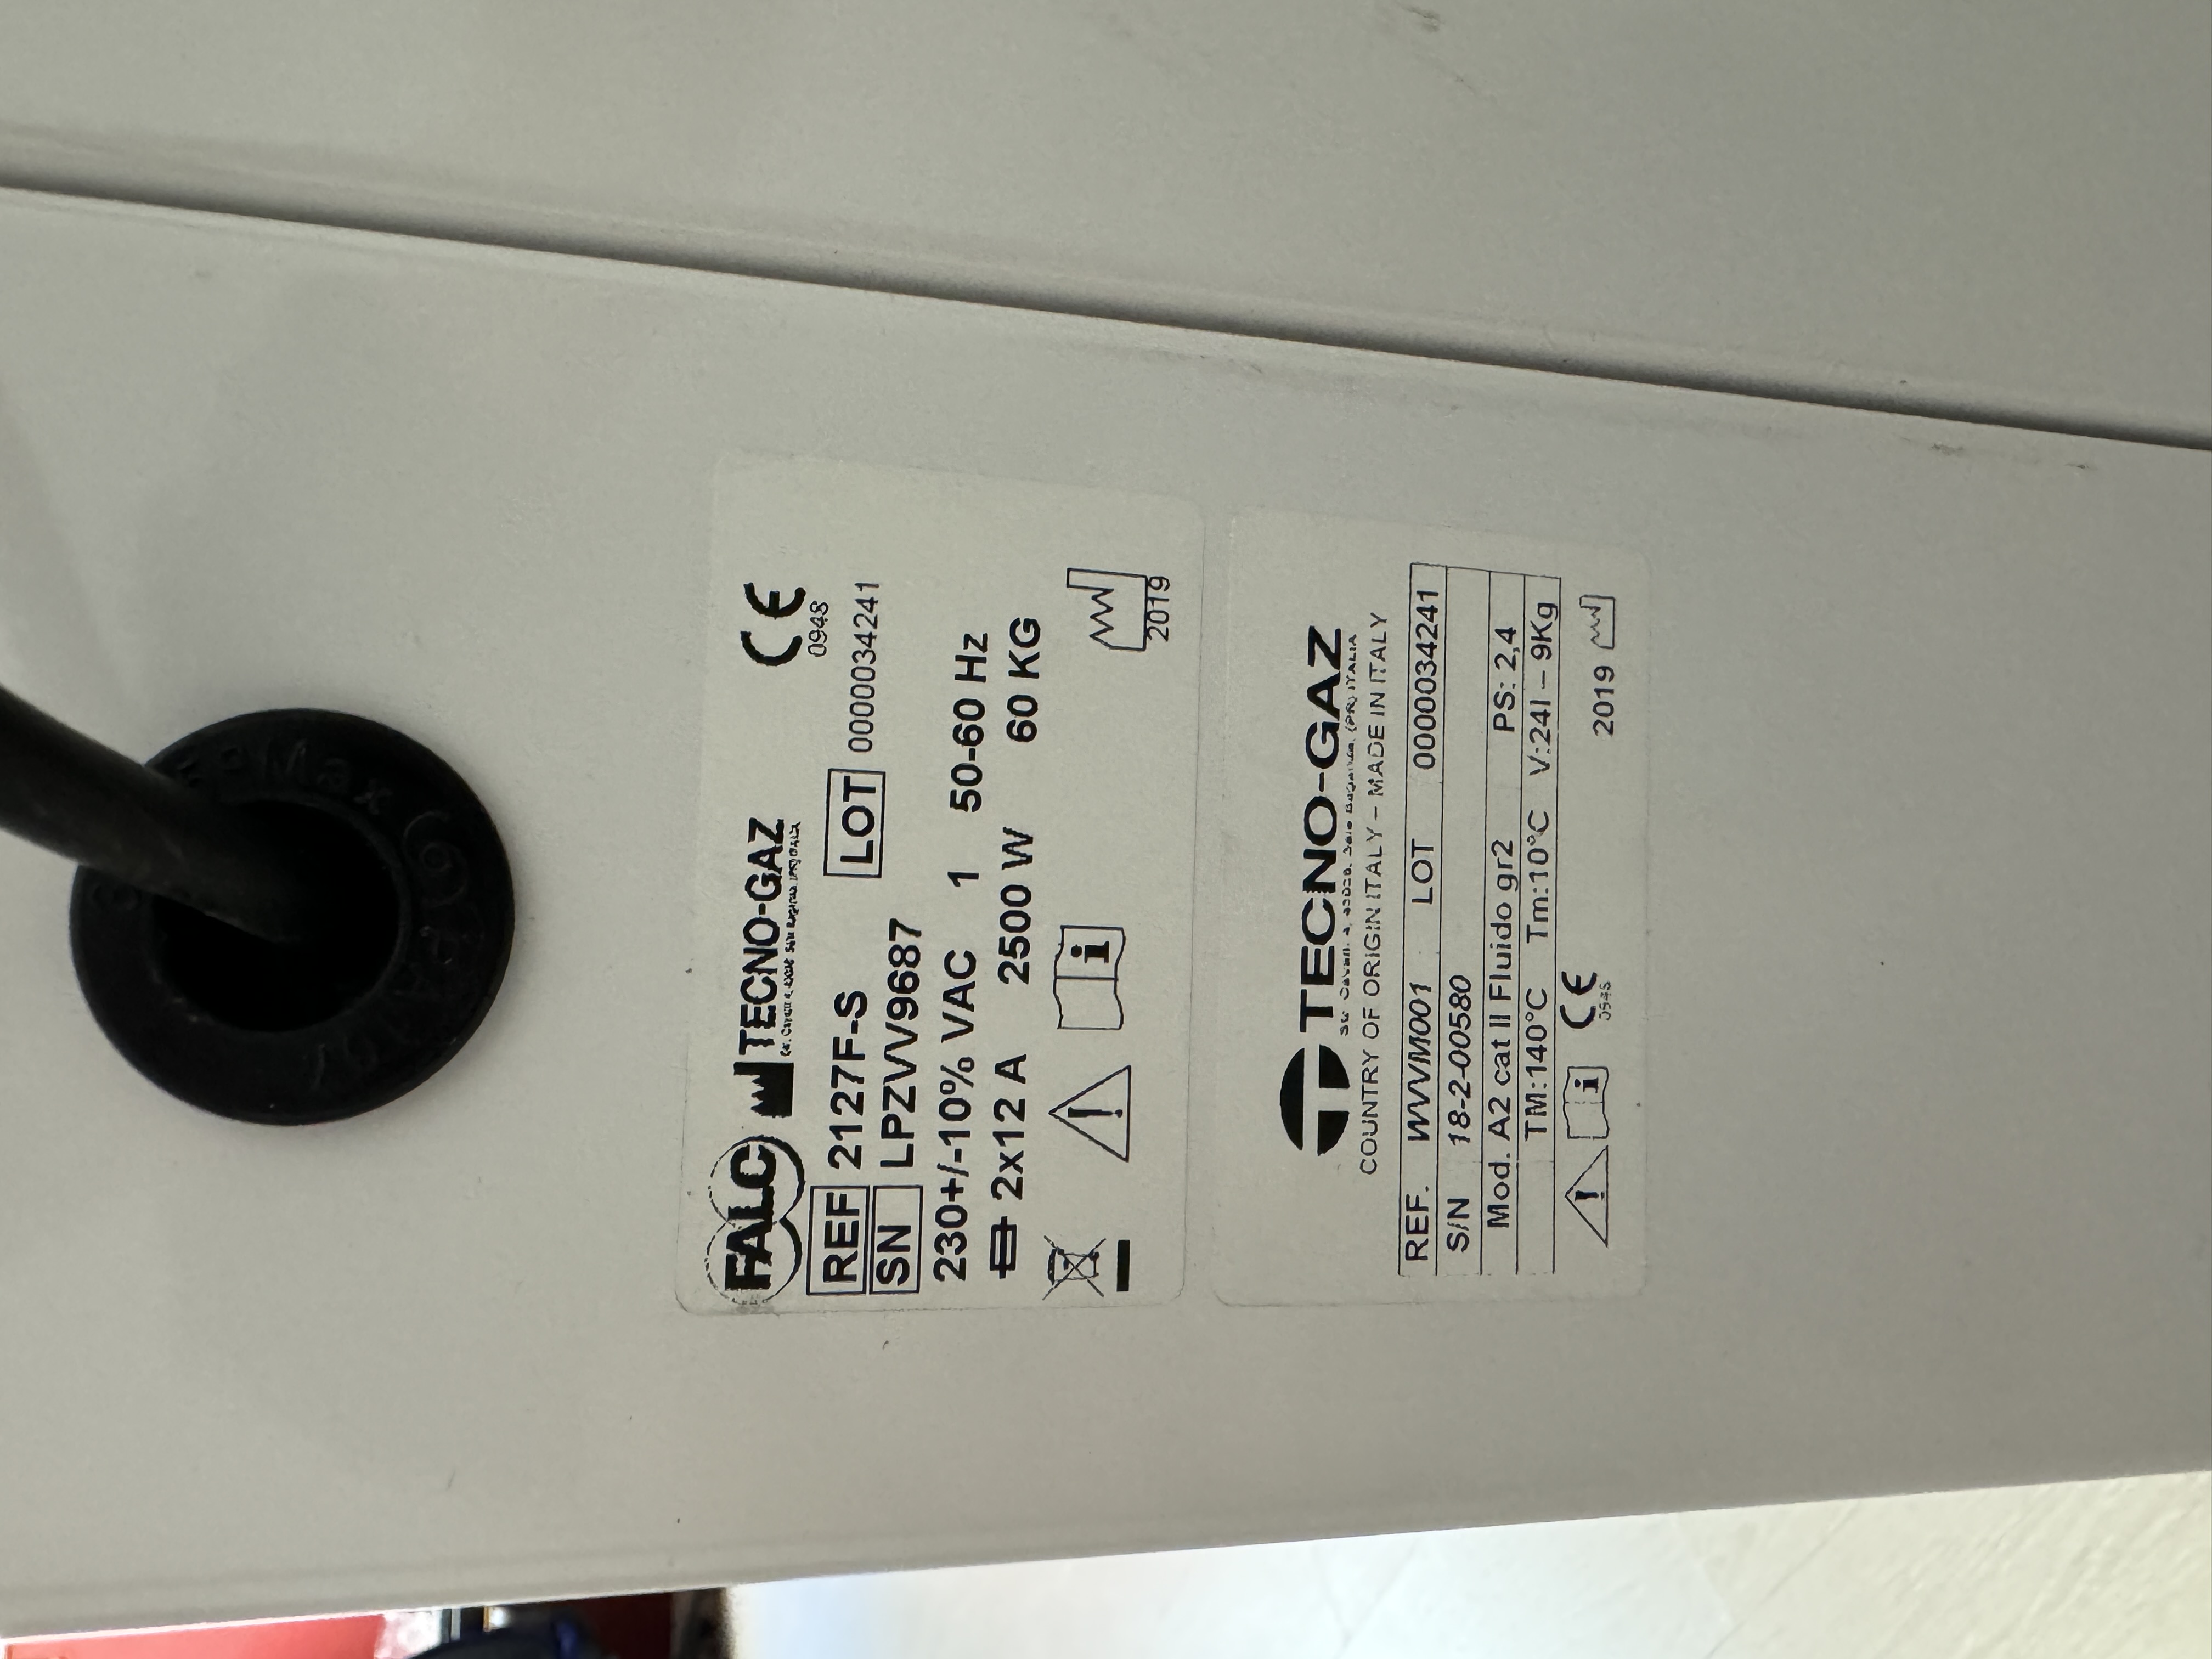 FALC TECNO-GAZ CE
0948
REF 2127F-S LOT 0000034241
SN LPZVV9687
230+/-10% VAC 1 50-60 Hz
2x12 A 2500 W 60 KG
2019
TECNO-GAZ
COUNTRY OF ORIGIN ITALY – MADE IN ITALY
REF. WVVM001 LOT 0000034241
S/N 18-2-00580
Mod. A2 cat II Fluido gr2 PS: 2,4
TM:140°C Tm:10°C V:24l – 9Kg
CE 2019